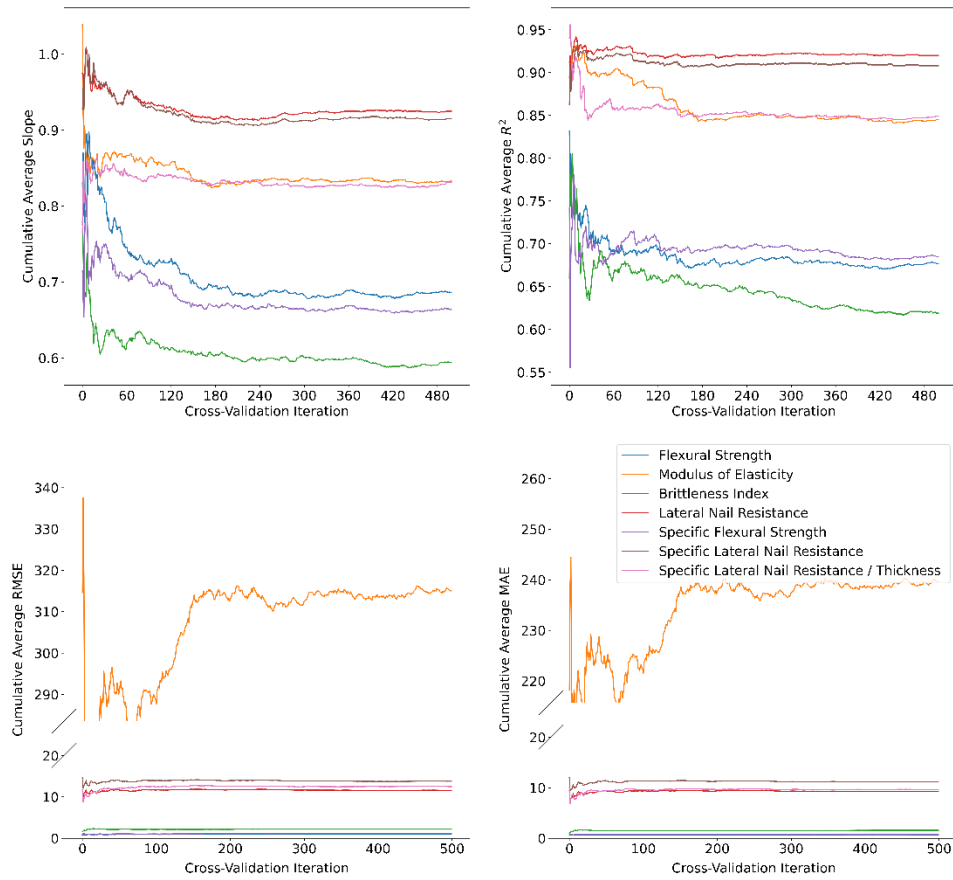 1.0
0.9
0.8
0.7
0.6
Cumulative Average Slope
0 60 120 180 240 300 360 420 480
Cross-Validation Iteration
0.95
0.90
0.85
0.80
0.75
0.70
0.65
0.60
0.55
Cumulative Average R²
0 60 120 180 240 300 360 420 480
Cross-Validation Iteration
340
330
320
310
300
290
20
10
0
Cumulative Average RMSE
0 100 200 300 400 500
Cross-Validation Iteration
260
250
240
230
220
20
10
0
Cumulative Average MAE
0 100 200 300 400 500
Cross-Validation Iteration
Flexural Strength
Modulus of Elasticity
Brittleness Index
Lateral Nail Resistance
Specific Flexural Strength
Specific Lateral Nail Resistance
Specific Lateral Nail Resistance / Thickness